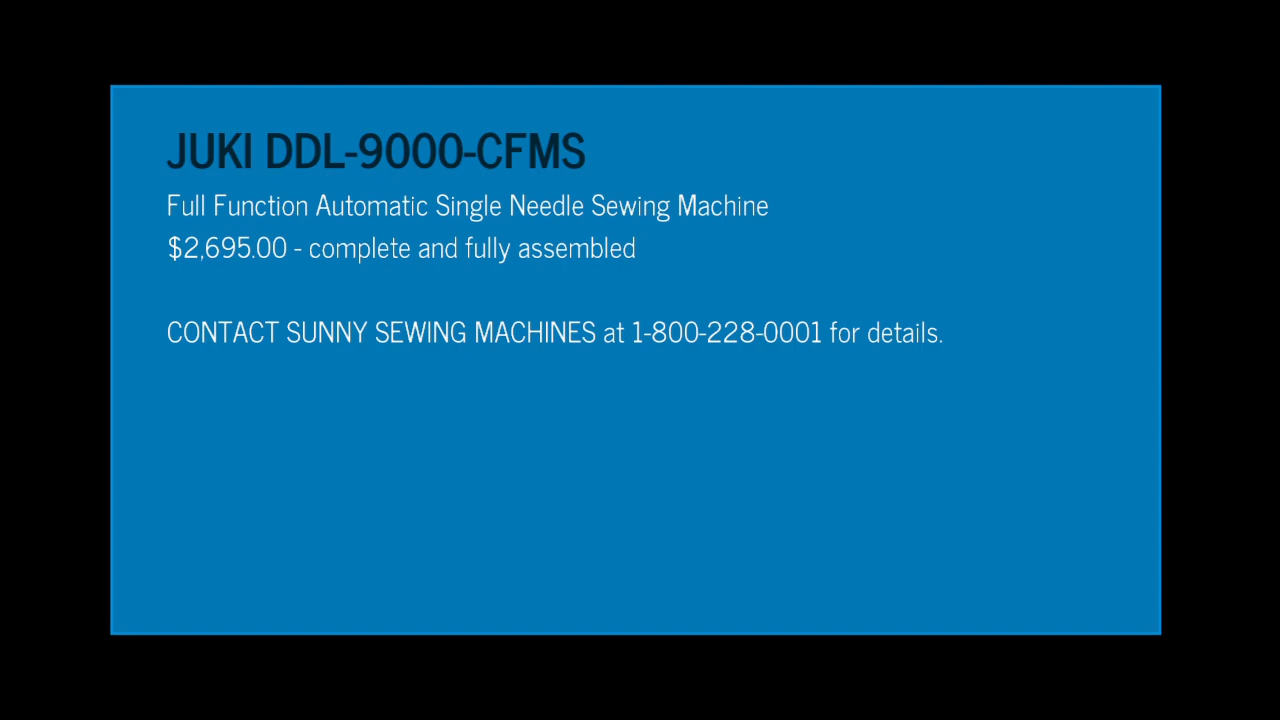 JUKI DDL-9000-CFMS
Full Function Automatic Single Needle Sewing Machine
$2,695.00 - complete and fully assembled
CONTACT SUNNY SEWING MACHINES at 1-800-228-0001 for details.